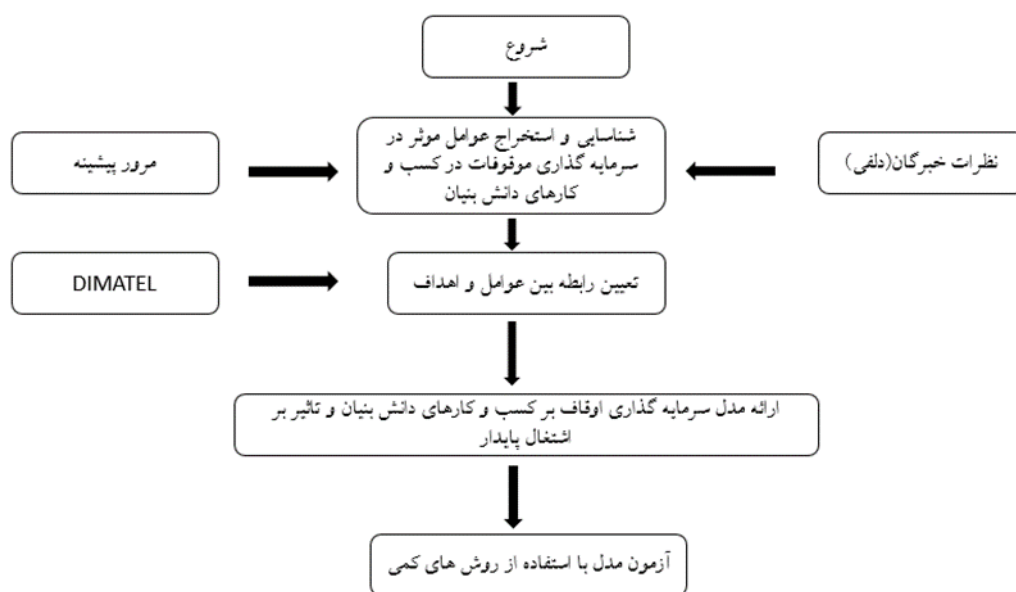 شروع
شناسایی و استخراج عوامل موثر در
سرمایه گذاری موقوفات در کسب و
کارهای دانش بنیان
نظرات خبرگان(دلفی)
مرور پیشینه
تعیین رابطه بین عوامل و اهداف
DIMATEL
ارائه مدل سرمایه گذاری اوقاف بر کسب و کارهای دانش بنیان و تاثیر بر
اشتغال پایدار
آزمون مدل با استفاده از روش های کمی